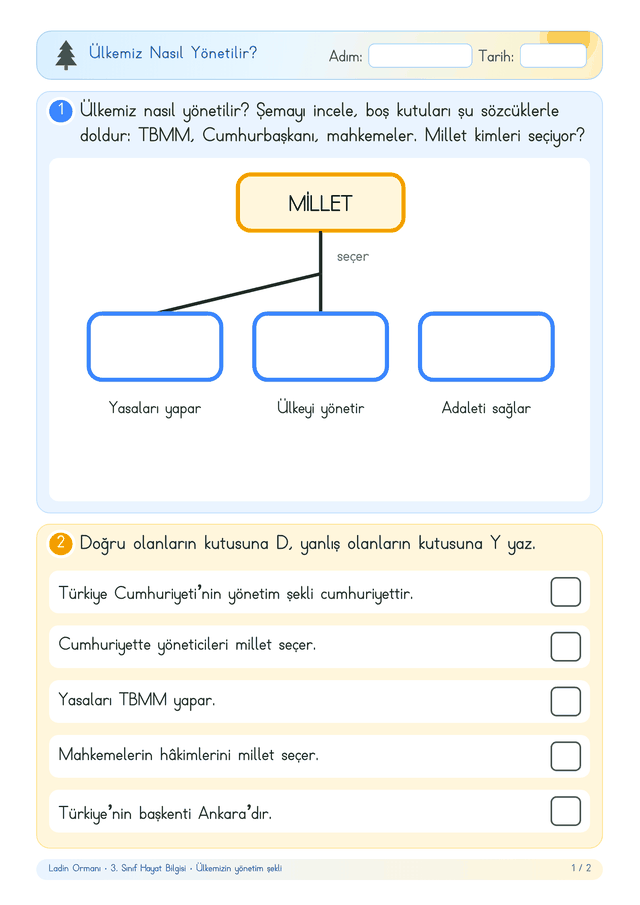 Ülkemiz Nasıl Yönetilir?
Adım:
Tarih:
1
Ülkemiz nasıl yönetilir? Şemayı incele, boş kutuları şu sözcüklerle
doldur: TBMM, Cumhurbaşkanı, mahkemeler. Millet kimleri seçiyor?
MİLLET
seçer
Yasaları yapar
Ülkeyi yönetir
Adaleti sağlar
2
Doğru olanların kutusuna D, yanlış olanların kutusuna Y yaz.
Türkiye Cumhuriyeti'nin yönetim şekli cumhuriyettir.
Cumhuriyette yöneticileri millet seçer.
Yasaları TBMM yapar.
Mahkemelerin hâkimlerini millet seçer.
Türkiye'nin başkenti Ankara'dır.
Ladin Ormanı · 3. Sınıf Hayat Bilgisi · Ülkemizin yönetim şekli
1 / 2